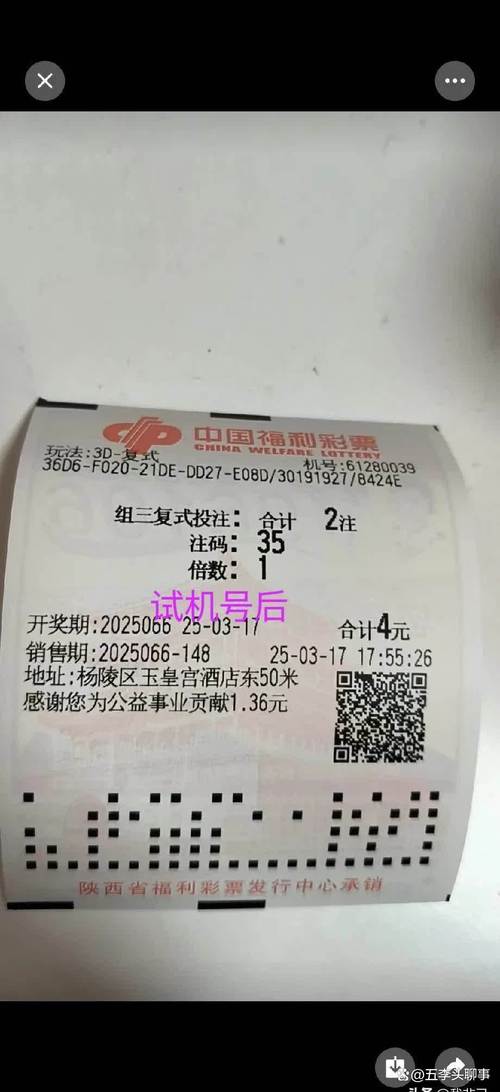 中国福利彩票
CHINA WELFARE LOTTERY
玩法:3D-复式
机号:61280039
36D6-F020-21DE-DD27-E08D/30191927/8424E
组三复式投注: 合计 2注
注码: 35
倍数: 1
试机号后
开奖期:2025066 25-03-17 合计4元
销售期:2025066-148 25-03-17 17:55:26
地址:杨陵区玉皇宫酒店东50米
感谢您为公益事业贡献1.36元
陕西省福利彩票发行中心承销
@五李头聊事